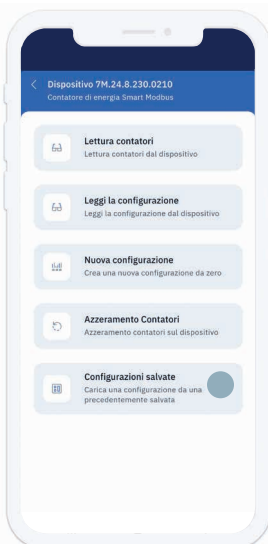 Dispositivo 7M.24.8.230.0210
Contatore di energia Smart Modbus
Lettura contatori
Lettura contatori dal dispositivo
Leggi la configurazione
Leggi la configurazione dal dispositivo
Nuova configurazione
Crea una nuova configurazione da zero
Azzeramento Contatori
Azzeramento contatori sul dispositivo
Configurazioni salvate
Carica una configurazione da una
precedentemente salvata